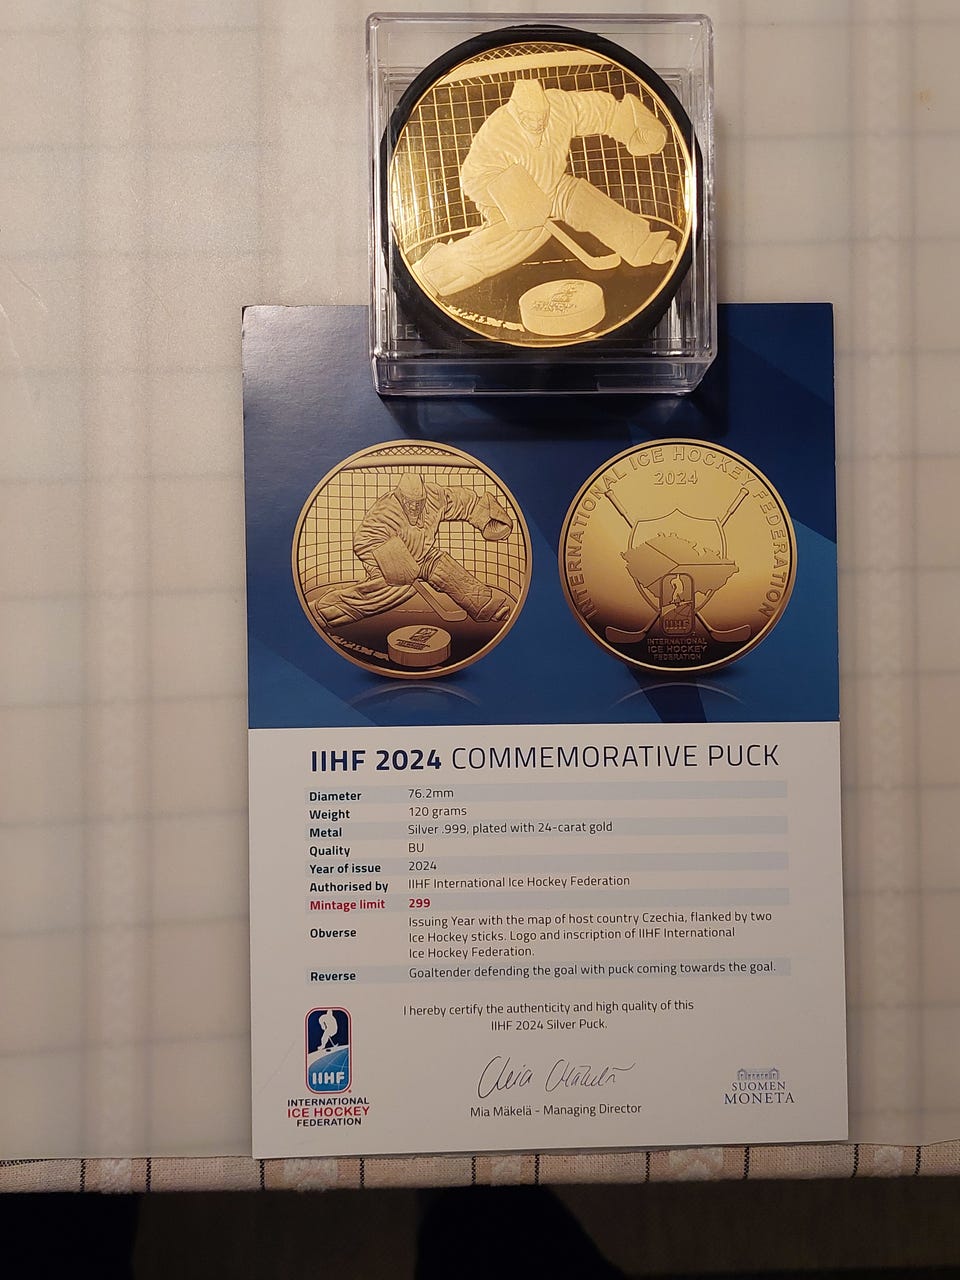 INTERNATIONAL ICE HOCKEY FEDERATION
2024
IIHF
INTERNATIONAL
ICE HOCKEY
FEDERATION
IIHF 2024 COMMEMORATIVE PUCK
Diameter 76.2mm
Weight 120 grams
Metal Silver .999, plated with 24-carat gold
Quality BU
Year of issue 2024
Authorised by IIHF International Ice Hockey Federation
Mintage limit 299
Obverse Issuing Year with the map of host country Czechia, flanked by two
Ice Hockey sticks. Logo and inscription of IIHF International
Ice Hockey Federation.
Reverse Goaltender defending the goal with puck coming towards the goal.
I hereby certify the authenticity and high quality of this
IIHF 2024 Silver Puck.
Mia Mäkelä
Mia Mäkelä - Managing Director
IIHF
®
INTERNATIONAL
ICE HOCKEY
FEDERATION
SUOMEN
MONETA